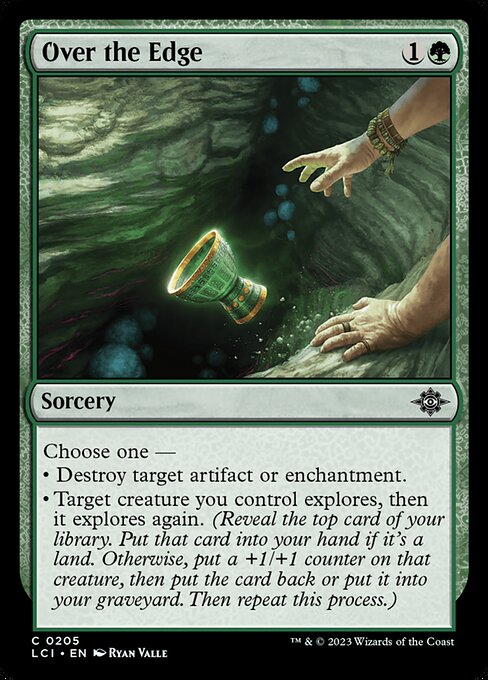 Over the Edge 1
Sorcery
Choose one —
• Destroy target artifact or enchantment.
• Target creature you control explores, then
it explores again. (Reveal the top card of your
library. Put that card into your hand if it's a
land. Otherwise, put a +1/+1 counter on that
creature, then put the card back or put it into
your graveyard. Then repeat this process.)
C 0205
LCI • EN Ryan Valle
™ & © 2023 Wizards of the Coast